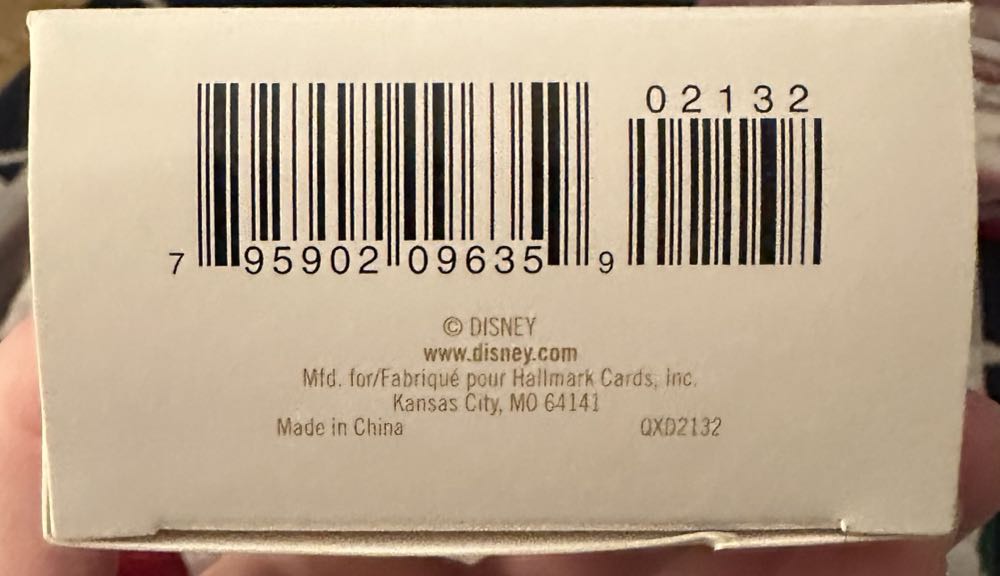 02132
7 95902 09635 9
© DISNEY
www.disney.com
Mfd. for/Fabriqué pour Hallmark Cards, Inc.
Kansas City, MO 64141
Made in China QXD2132